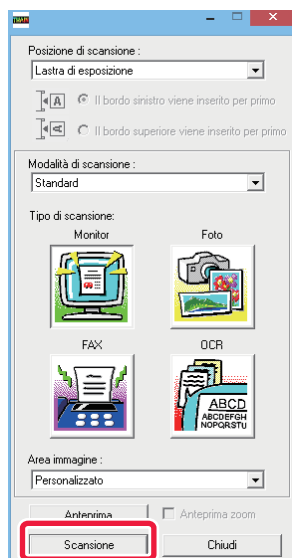 Posizione di scansione :
Lastra di esposizione
A
Il bordo sinistro viene inserito per primo
A
Il bordo superiore viene inserito per primo
Modalità di scansione :
Standard
Tipo di scansione:
Monitor Foto
FAX OCR
ABCD
ABCDEFGH
NOPQRSTU
Area immagine :
Personalizzato
Anteprima Anteprima zoom
Scansione Chiudi